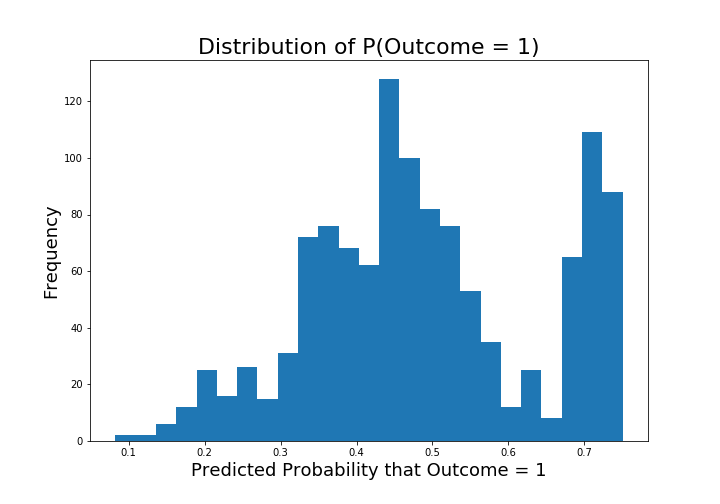 Distribution of P(Outcome = 1)
120
100
80
60
40
20
0
Frequency
0.1 0.2 0.3 0.4 0.5 0.6 0.7
Predicted Probability that Outcome = 1